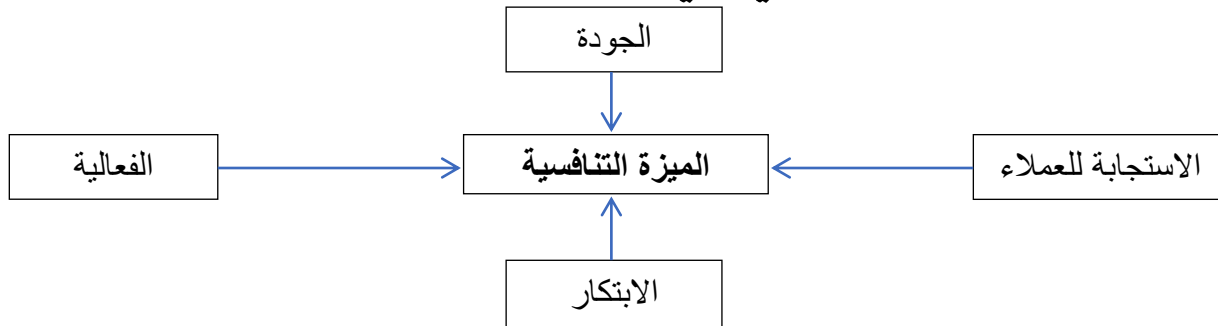 الجودة
الاستجابة للعملاء
الميزة التنافسية
الفعالية
الابتكار